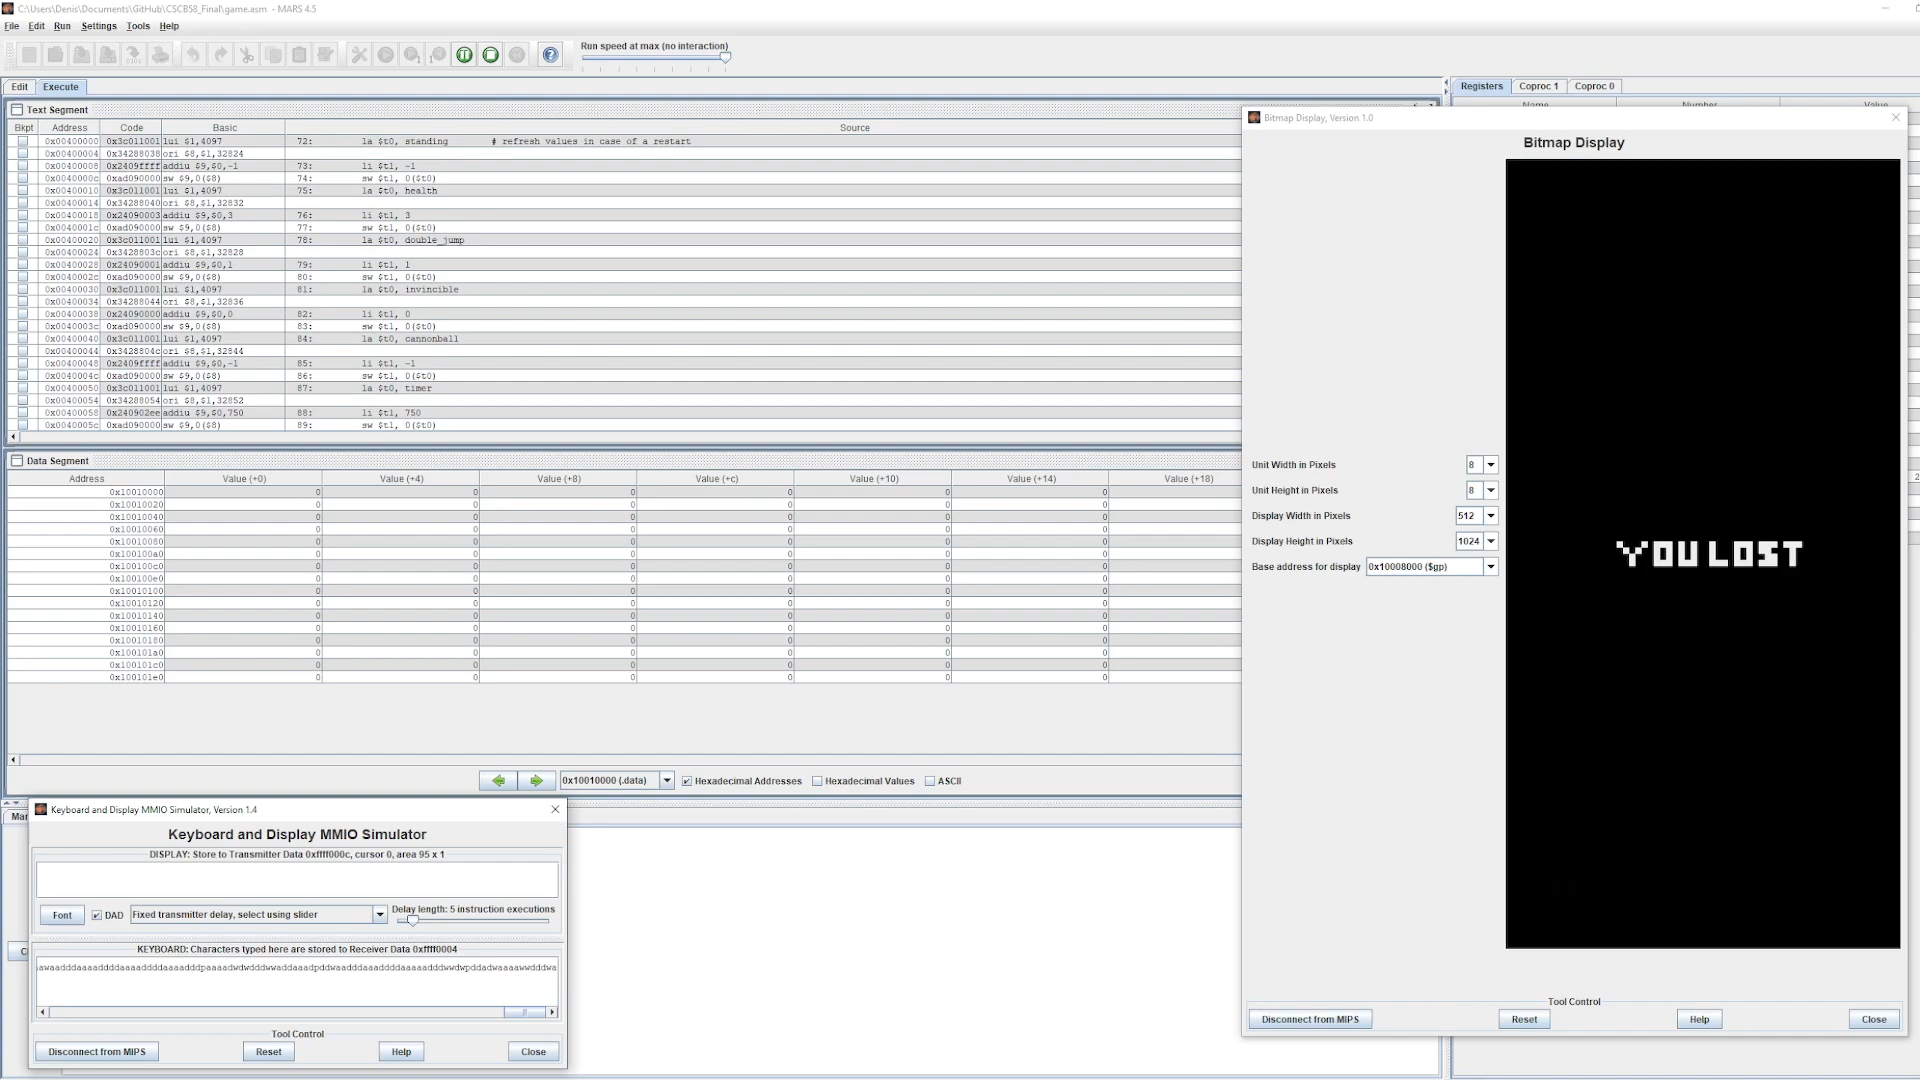 C:\Users\Denis\Documents\GitHub\CSCB58_Final\game.asm - MARS 4.5
File Edit Run Settings Tools Help
Run speed at max (no interaction)
Edit Execute
Registers Coproc 1 Coproc 0
Name Number Value
Text Segment
Bkpt Address Code Basic Source
0x00400000 0x3c011001 lui $1,4097 72: la $t0, standing # refresh values in case of a restart
0x00400004 0x34288038 ori $8,$1,32824
0x00400008 0x2409ffff addiu $9,$0,-1 73: li $t1, -1
0x0040000c 0xad090000 sw $9,0($8) 74: sw $t1, 0($t0)
0x00400010 0x3c011001 lui $1,4097 75: la $t0, health
0x00400014 0x34288040 ori $8,$1,32832
0x00400018 0x24090003 addiu $9,$0,3 76: li $t1, 3
0x0040001c 0xad090000 sw $9,0($8) 77: sw $t1, 0($t0)
0x00400020 0x3c011001 lui $1,4097 78: la $t0, double_jump
0x00400024 0x3428803c ori $8,$1,32828
0x00400028 0x24090001 addiu $9,$0,1 79: li $t1, 1
0x0040002c 0xad090000 sw $9,0($8) 80: sw $t1, 0($t0)
0x00400030 0x3c011001 lui $1,4097 81: la $t0, invincible
0x00400034 0x34288044 ori $8,$1,32836
0x00400038 0x24090000 addiu $9,$0,0 82: li $t1, 0
0x0040003c 0xad090000 sw $9,0($8) 83: sw $t1, 0($t0)
0x00400040 0x3c011001 lui $1,4097 84: la $t0, cannonball
0x00400044 0x3428804c ori $8,$1,32844
0x00400048 0x2409ffff addiu $9,$0,-1 85: li $t1, -1
0x0040004c 0xad090000 sw $9,0($8) 86: sw $t1, 0($t0)
0x00400050 0x3c011001 lui $1,4097 87: la $t0, timer
0x00400054 0x34288054 ori $8,$1,32852
0x00400058 0x240902ee addiu $9,$0,750 88: li $t1, 750
0x0040005c 0xad090000 sw $9,0($8) 89: sw $t1, 0($t0)
Data Segment
Address Value (+0) Value (+4) Value (+8) Value (+c) Value (+10) Value (+14) Value (+18)
0x10010000 0 0 0 0 0 0
0x10010020 0 0 0 0 0 0
0x10010040 0 0 0 0 0 0
0x10010060 0 0 0 0 0 0
0x10010080 0 0 0 0 0 0
0x100100a0 0 0 0 0 0 0
0x100100c0 0 0 0 0 0 0
0x100100e0 0 0 0 0 0 0
0x10010100 0 0 0 0 0 0
0x10010120 0 0 0 0 0 0
0x10010140 0 0 0 0 0 0
0x10010160 0 0 0 0 0 0
0x10010180 0 0 0 0 0 0
0x100101a0 0 0 0 0 0 0
0x100101c0 0 0 0 0 0 0
0x100101e0 0 0 0 0 0 0
0x10010000 (.data) Hexadecimal Addresses Hexadecimal Values ASCII
Mar
Keyboard and Display MMIO Simulator, Version 1.4
Keyboard and Display MMIO Simulator
DISPLAY: Store to Transmitter Data 0xffff000c, cursor 0, area 95 x 1
Font DAD Fixed transmitter delay, select using slider Delay length: 5 instruction executions
KEYBOARD: Characters typed here are stored to Receiver Data 0xffff0004
Tool Control
Disconnect from MIPS Reset Help Close
Bitmap Display, Version 1.0
Bitmap Display
Unit Width in Pixels 8
Unit Height in Pixels 8
Display Width in Pixels 512
Display Height in Pixels 1024
Base address for display 0x10008000 ($gp)
YOU LOST
Tool Control
Disconnect from MIPS Reset Help Close